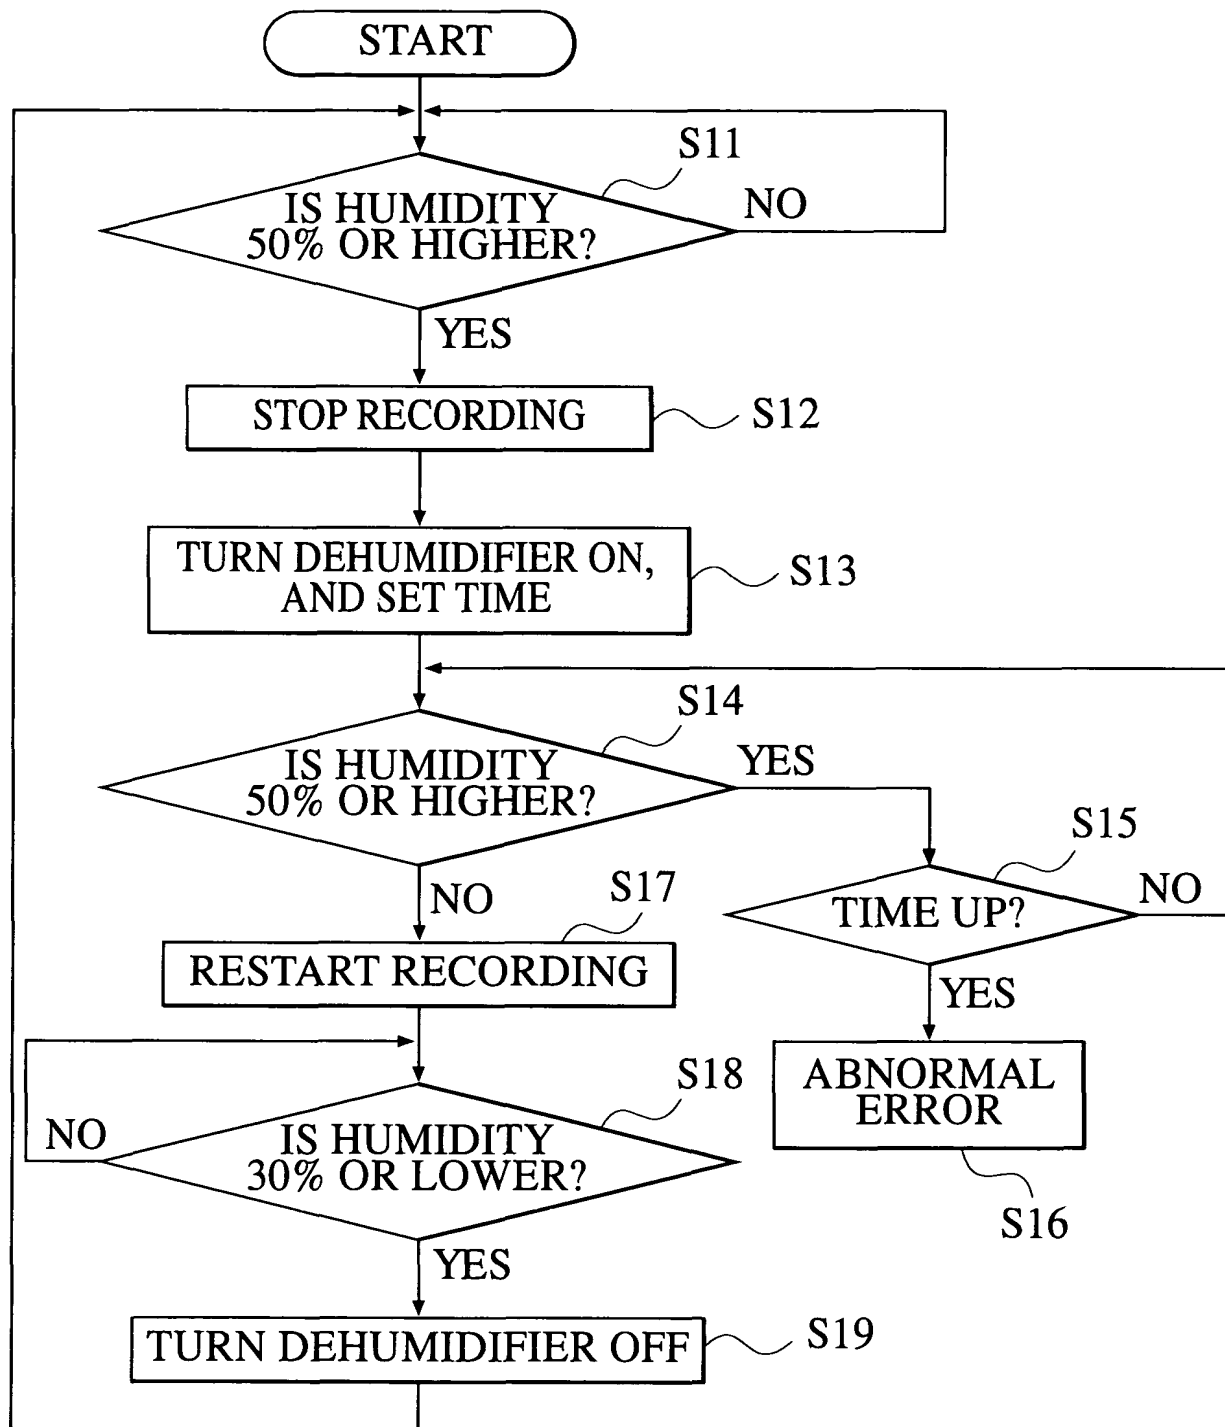 START
S11
IS HUMIDITY
50% OR HIGHER?
NO
YES
STOP RECORDING
S12
TURN DEHUMIDIFIER ON,
AND SET TIME
S13
S14
IS HUMIDITY
50% OR HIGHER?
YES
S15
TIME UP?
NO
NO
S17
YES
RESTART RECORDING
ABNORMAL
ERROR
S16
S18
IS HUMIDITY
30% OR LOWER?
NO
YES
TURN DEHUMIDIFIER OFF
S19